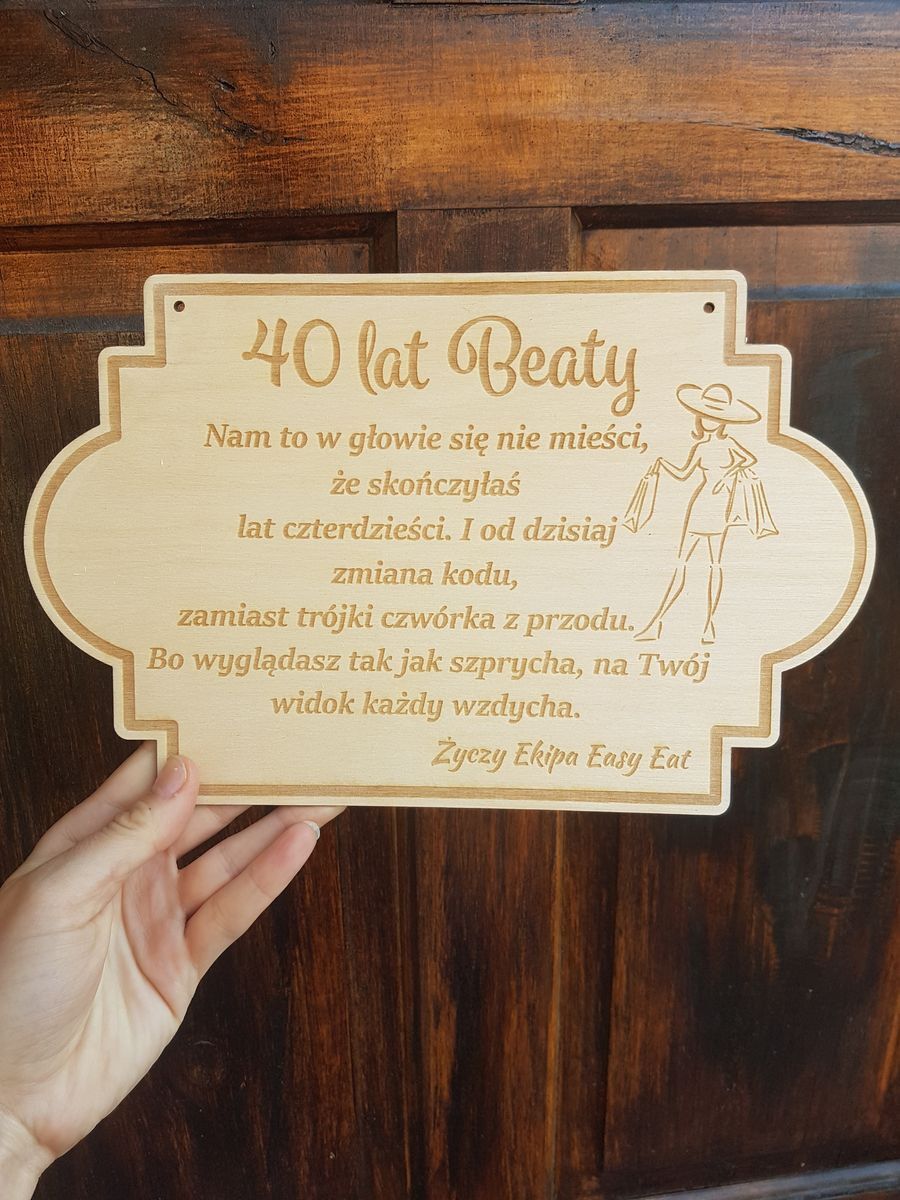 40 lat Beaty
Nam to w głowie się nie mieści,
że skończyłaś
lat czterdzieści. I od dzisiaj
zmiana kodu,
zamiast trójki czwórka z przodu.
Bo wyglądasz tak jak szprycha, na Twój
widok każdy wzdycha.
Życzy Ekipa Easy Eat